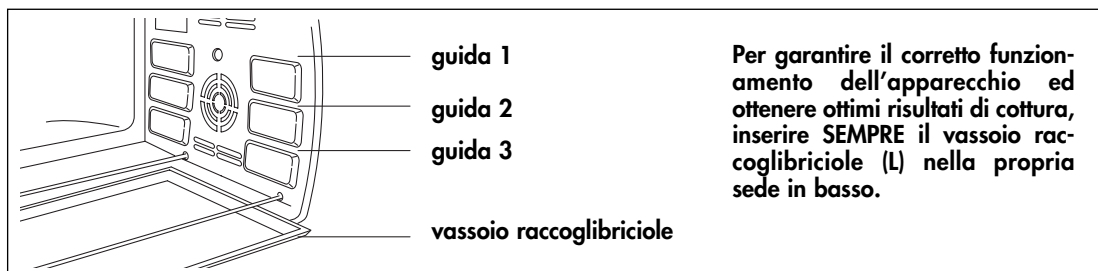 guida 1
guida 2
guida 3
vassoio raccoglibriciole
Per garantire il corretto funzion-
amento dell'apparecchio ed
ottenere ottimi risultati di cottura,
inserire SEMPRE il vassoio rac-
coglibriciole (L) nella propria
sede in basso.